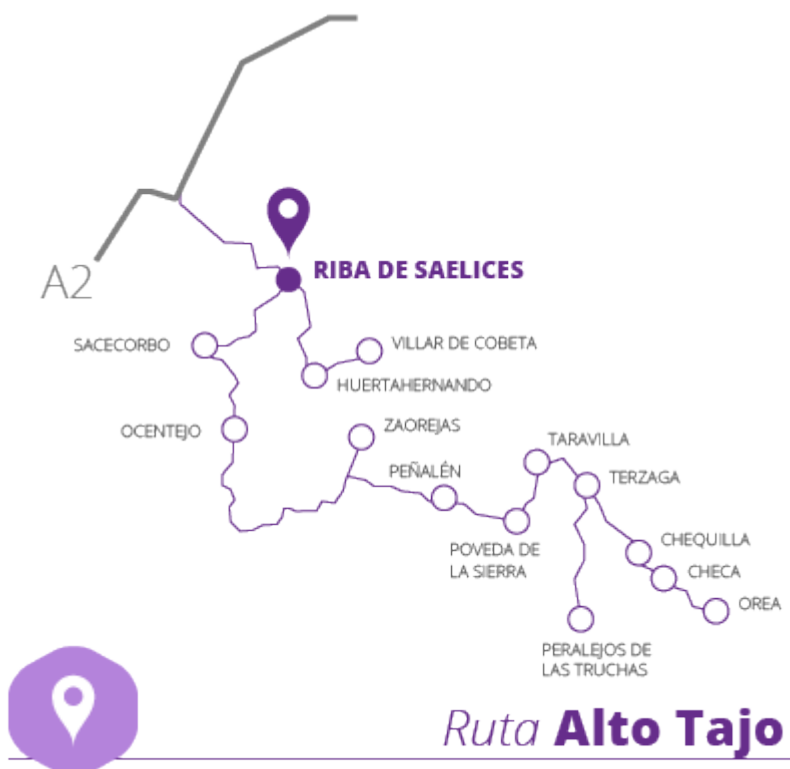 A2
RIBA DE SAELICES
SACECORBO
VILLAR DE COBETA
HUERTAHERNANDO
OCENTEJO
ZAOREJAS
TARAVILLA
PEÑALÉN
TERZAGA
POVEDA DE
LA SIERRA
CHEQUILLA
CHECA
OREA
PERALEJOS DE
LAS TRUCHAS
Ruta Alto Tajo